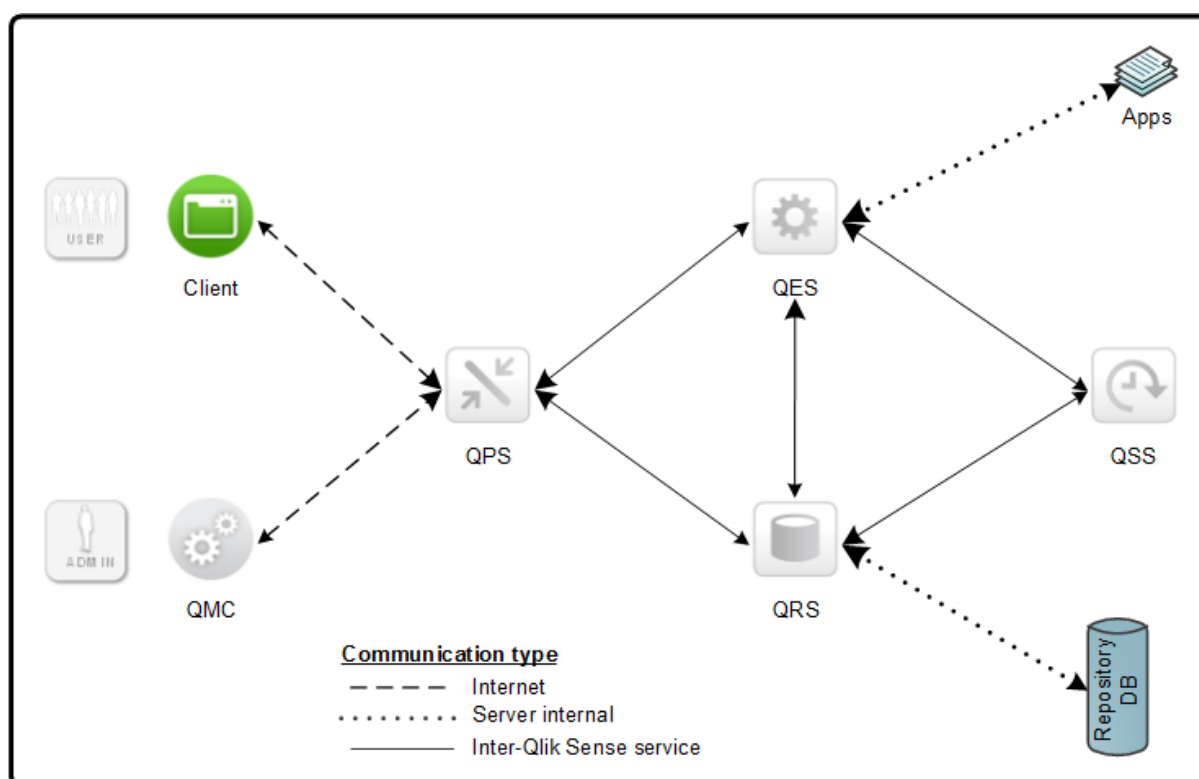 Apps
USER
Client
QES
QPS
QSS
ADMIN
QMC
QRS
Repository
DB
Communication type
Internet
Server internal
Inter-Qlik Sense service